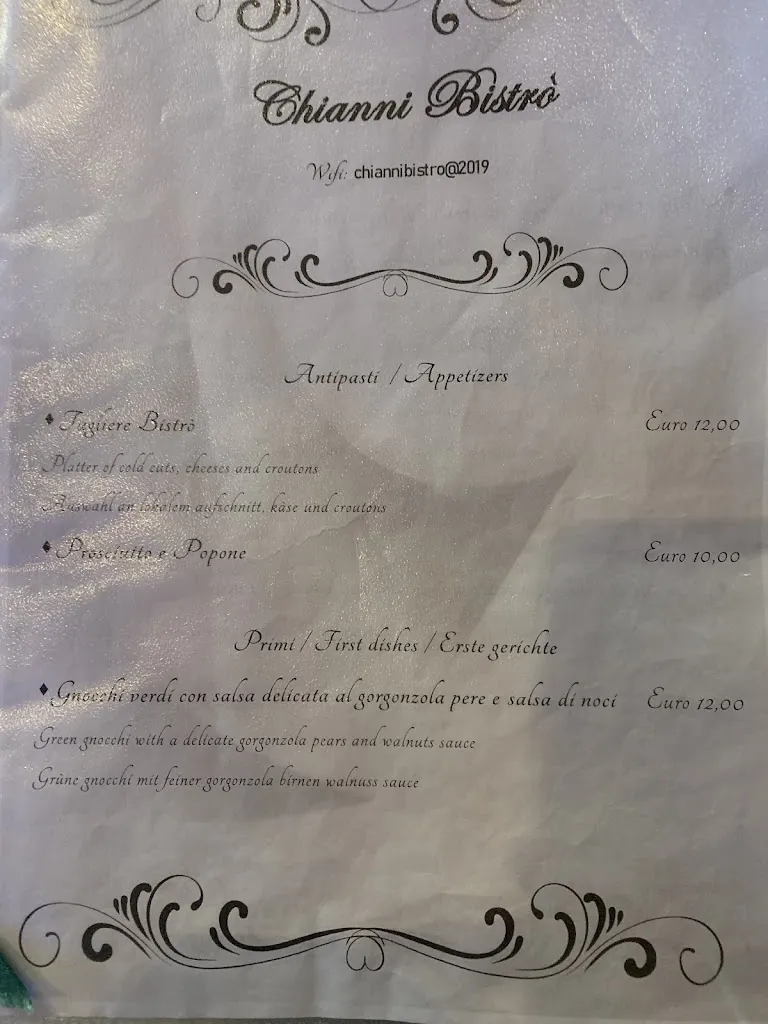 Chianni Bistrò
Wifi: chiannibistro@2019
Antipasti / Appetizers
Tagliere Bistrò Euro 12,00
Platter of cold cuts, cheeses and croutons
Auswahl an lokalem aufschnitt, käse und croutons
Prosciutto e Popone Euro 10,00
Primi / First dishes / Erste gerichte
Gnocchi verdi con salsa delicata al gorgonzola pere e salsa di noci Euro 12,00
Green gnocchi with a delicate gorgonzola pears and walnuts sauce
Grüne gnocchi mit feiner gorgonzola birnen walnuss sauce